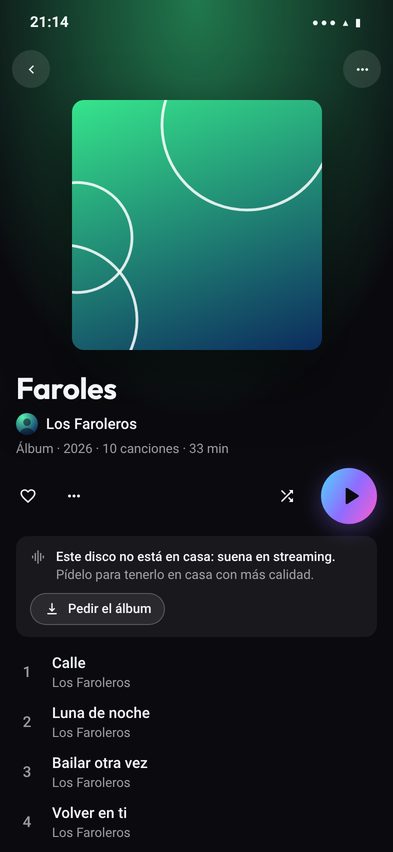 21:14
Faroles
Los Faroleros
Álbum · 2026 · 10 canciones · 33 min
Este disco no está en casa: suena en streaming.
Pídelo para tenerlo en casa con más calidad.
Pedir el álbum
1 Calle
Los Faroleros
2 Luna de noche
Los Faroleros
3 Bailar otra vez
Los Faroleros
4 Volver en ti
Los Faroleros